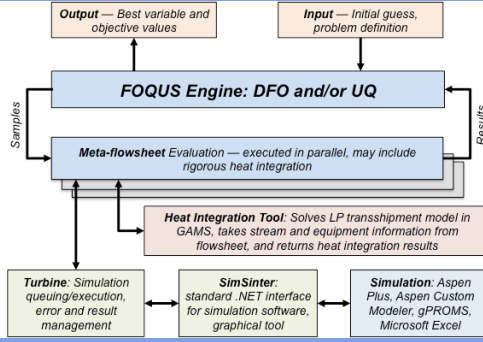 Output — Best variable and
objective values
Input — Initial guess,
problem definition
FOQUS Engine: DFO and/or UQ
Samples
Results
Meta-flowsheet Evaluation — executed in parallel, may include
rigorous heat integration
Heat Integration Tool: Solves LP transshipment model in
GAMS, takes stream and equipment information from
flowsheet, and returns heat integration results
Turbine: Simulation
queuing/execution,
error and result
management
SimSinter:
standard .NET interface
for simulation software,
graphical tool
Simulation: Aspen
Plus, Aspen Custom
Modeler, gPROMS,
Microsoft Excel